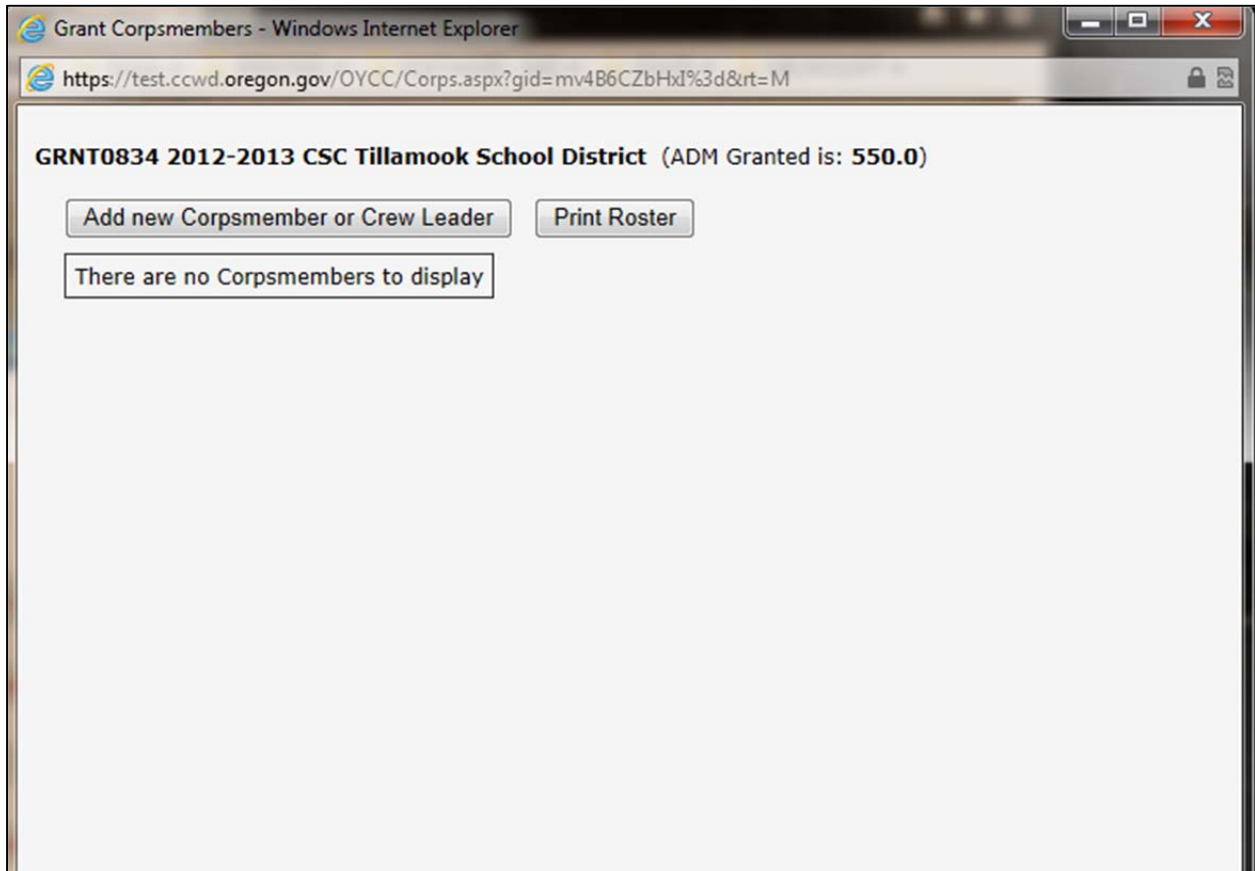 Grant Corpsmembers - Windows Internet Explorer
https://test.ccwd.oregon.gov/OYCC/Corps.aspx?gid=mv4B6CZbHxI%3d&rt=M
GRNT0834 2012-2013 CSC Tillamook School District (ADM Granted is: 550.0)
Add new Corpsmember or Crew Leader Print Roster
There are no Corpsmembers to display